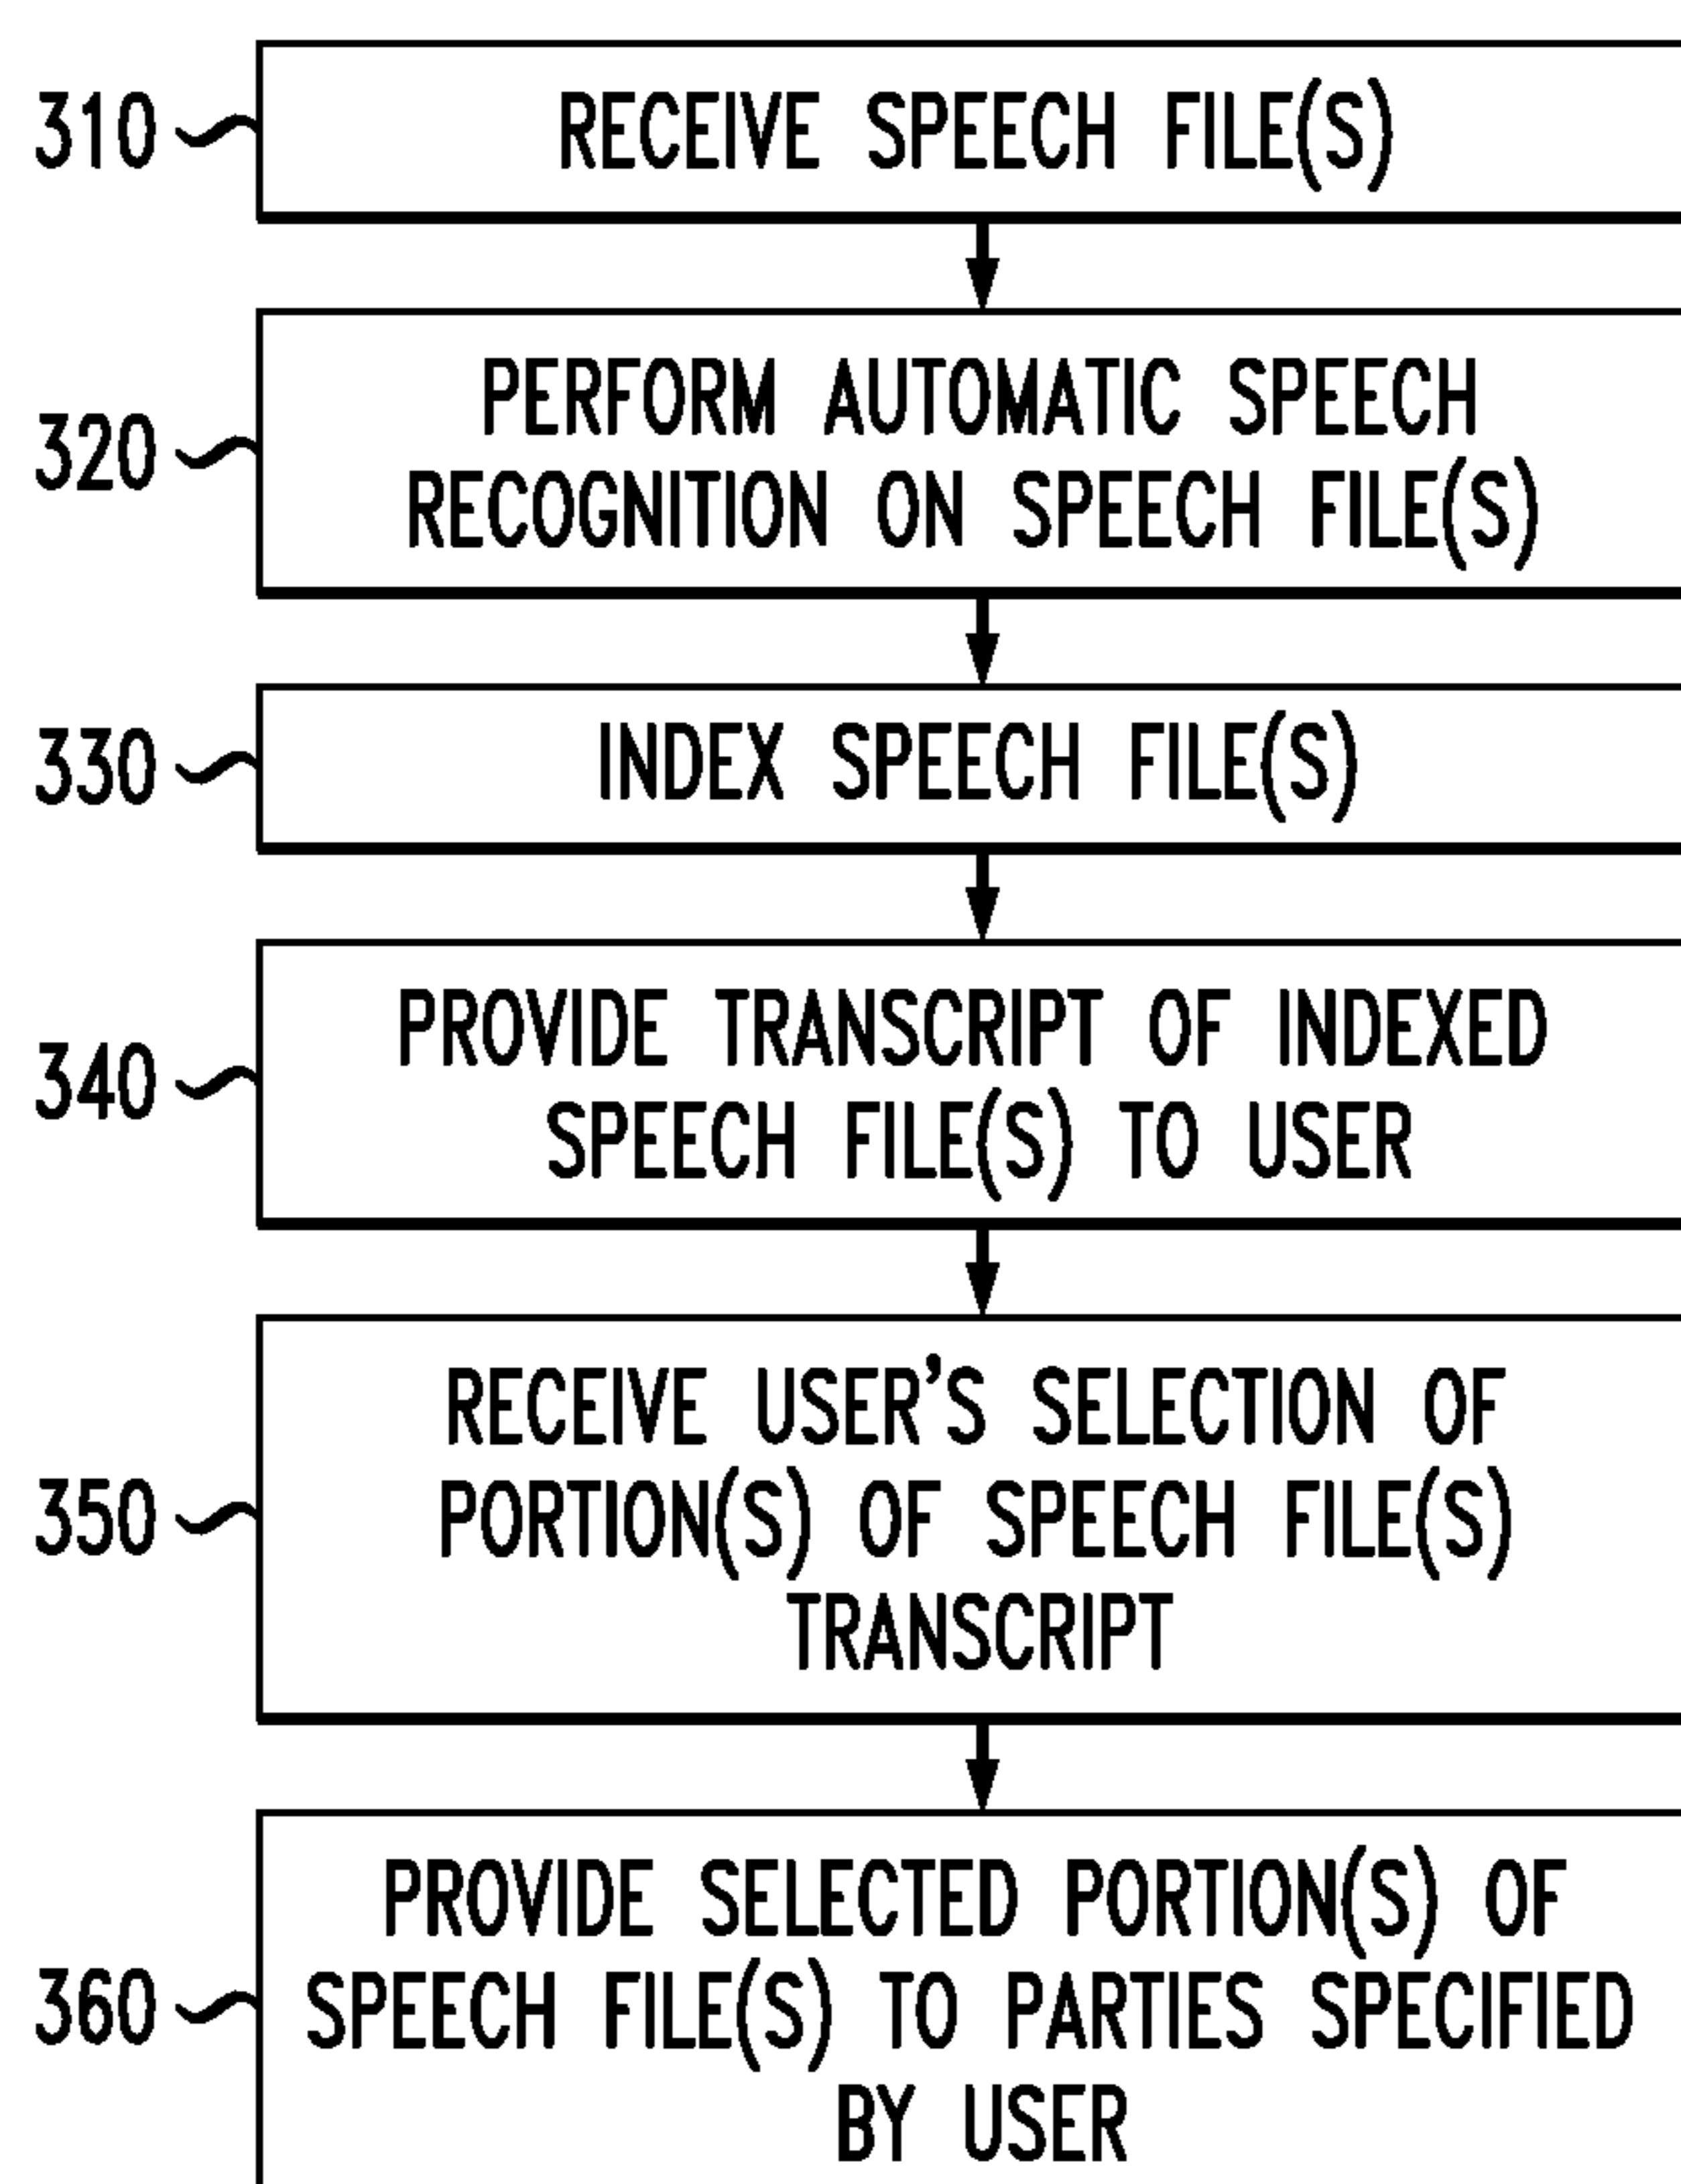 310
RECEIVE SPEECH FILE(S)
320
PERFORM AUTOMATIC SPEECH
RECOGNITION ON SPEECH FILE(S)
330
INDEX SPEECH FILE(S)
340
PROVIDE TRANSCRIPT OF INDEXED
SPEECH FILE(S) TO USER
350
RECEIVE USER'S SELECTION OF
PORTION(S) OF SPEECH FILE(S)
TRANSCRIPT
360
PROVIDE SELECTED PORTION(S) OF
SPEECH FILE(S) TO PARTIES SPECIFIED
BY USER